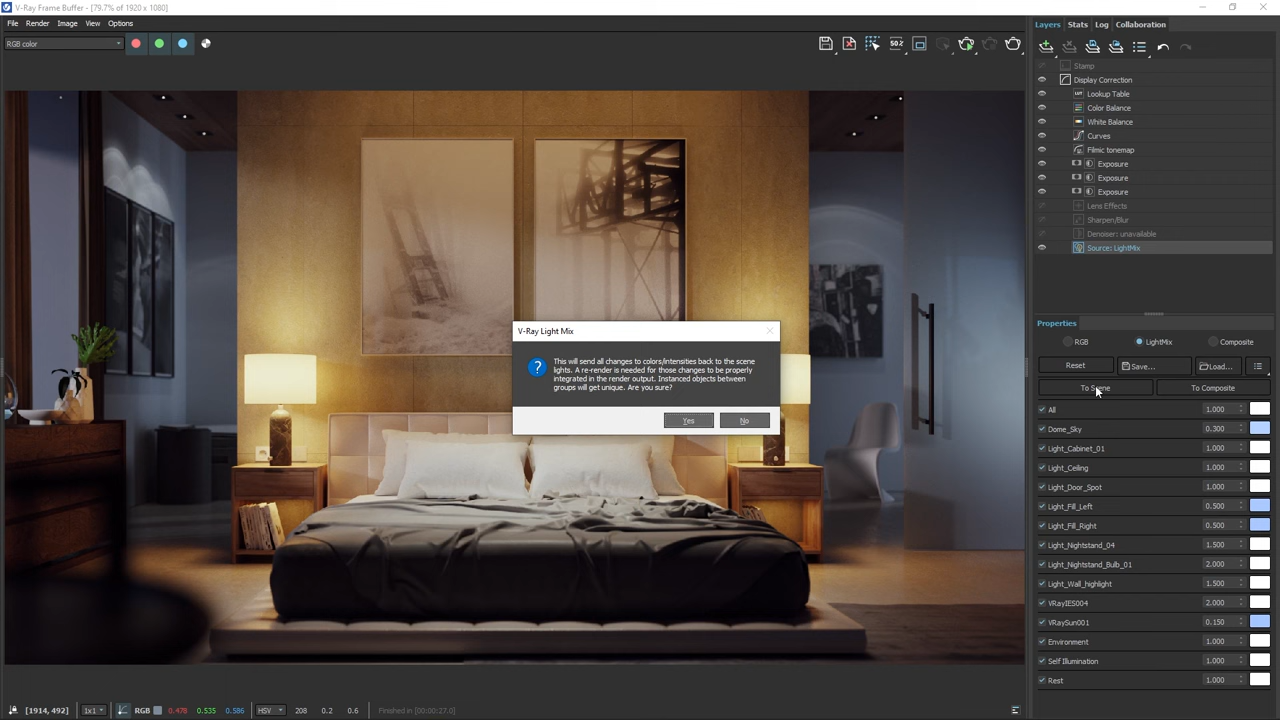 V-Ray Frame Buffer - [79.7% of 1920 x 1080]
File Render Image View Options
RGB color
Layers Stats Log Collaboration
Stamp
Display Correction
Lookup Table
Color Balance
White Balance
Curves
Filmic tonemap
Exposure
Exposure
Exposure
Lens Effects
Sharpen/Blur
Denoiser: unavailable
Source: LightMix
V-Ray Light Mix
This will send all changes to colors/intensities back to the scene
lights. A re-render is needed for those changes to be properly
integrated in the render output. Instanced objects between
groups will get unique. Are you sure?
Yes No
Properties
RGB LightMix Composite
Reset Save... Load...
To Scene To Composite
All 1.000
Dome_Sky 0.300
Light_Cabinet_01 1.000
Light_Ceiling 1.000
Light_Door_Spot 1.000
Light_Fill_Left 0.500
Light_Fill_Right 0.500
Light_Nightstand_04 1.500
Light_Nightstand_Bulb_01 2.000
Light_Wall_highlight 1.500
VRayIES004 2.000
VRaySun001 0.150
Environment 1.000
Self Illumination 1.000
Rest 1.000
[1914, 492] 1x1 RGB 0.478 0.535 0.586 HSV 208 0.2 0.6 Finished in [00:00:27.0]